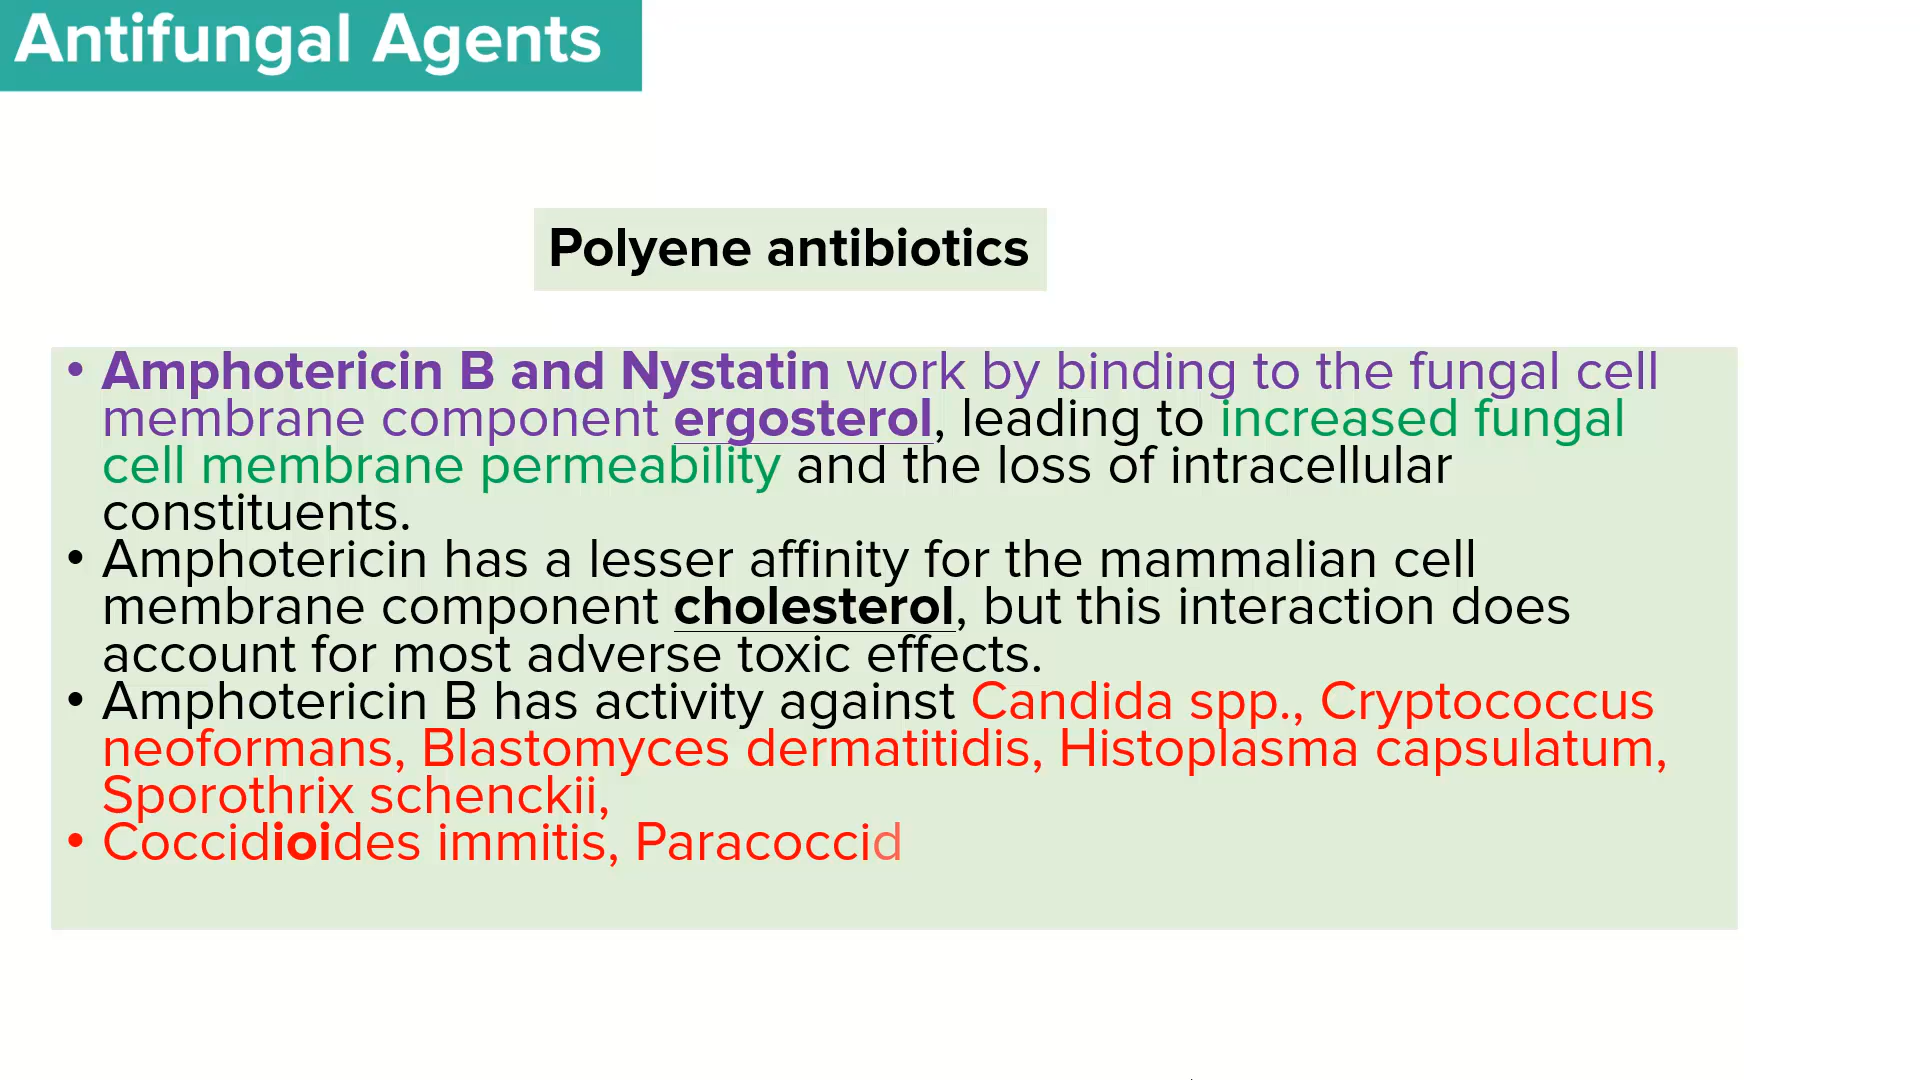 Antifungal Agents
Polyene antibiotics
• Amphotericin B and Nystatin work by binding to the fungal cell
membrane component ergosterol, leading to increased fungal
cell membrane permeability and the loss of intracellular
constituents.
• Amphotericin has a lesser affinity for the mammalian cell
membrane component cholesterol, but this interaction does
account for most adverse toxic effects.
• Amphotericin B has activity against Candida spp., Cryptococcus
neoformans, Blastomyces dermatitidis, Histoplasma capsulatum,
Sporothrix schenckii,
• Coccidioides immitis, Paracoccid